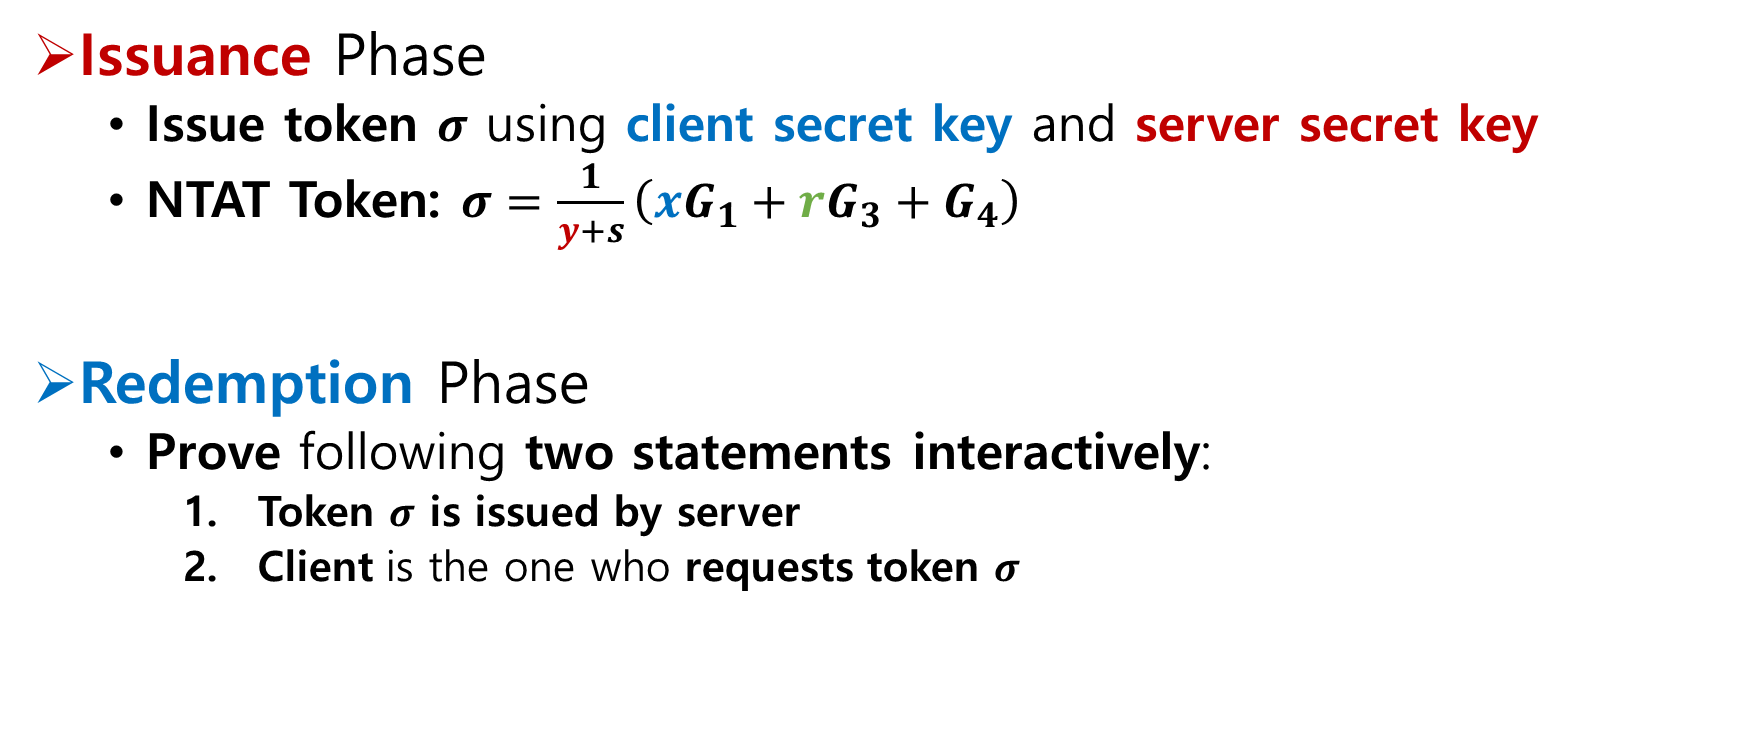 ➢Issuance Phase
• Issue token σ using client secret key and server secret key
• NTAT Token: σ = 1/(y+s) (xG₁ + rG₃ + G₄)
➢Redemption Phase
• Prove following two statements interactively:
1. Token σ is issued by server
2. Client is the one who requests token σ